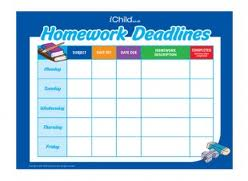 iChild
Homework Deadlines
SUBJECT DATE SET DATE DUE HOMEWORK DESCRIPTION COMPLETED
Monday
Tuesday
Wednesday
Thursday
Friday